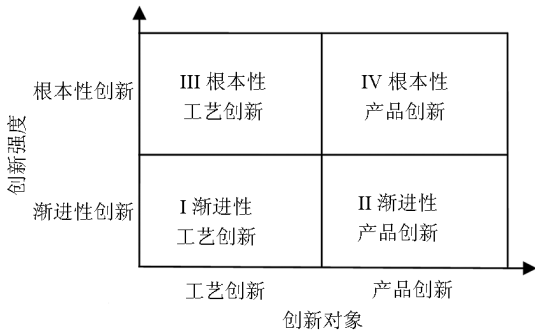 创新强度
根本性创新
III 根本性
工艺创新
IV 根本性
产品创新
渐进性创新
I 渐进性
工艺创新
II 渐进性
产品创新
工艺创新
产品创新
创新对象